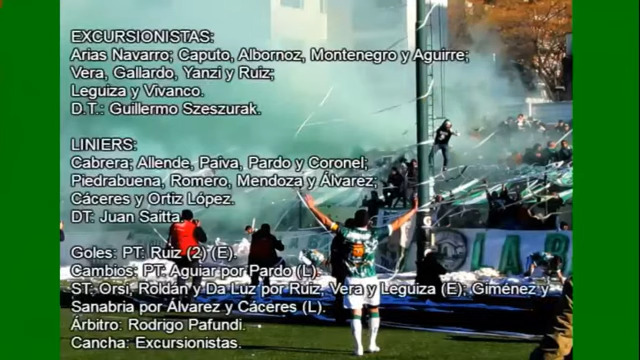 EXCURSIONISTAS:
Arias Navarro; Caputo, Albornoz, Montenegro y Aguirre;
Vera, Gallardo, Yanzi y Ruiz;
Leguiza y Vivanco.
D.T.: Guillermo Szeszurak.
LINIERS:
Cabrera; Allende, Paiva, Pardo y Coronel;
Piedrabuena, Romero, Mendoza y Álvarez;
Cáceres y Ortiz López.
DT: Juan Saitta.
Goles: PT: Ruiz (2) (E).
Cambios: PT: Aguiar por Pardo (L).
ST: Orsi, Roldán y Da Luz por Ruiz, Vera y Leguiza (E); Giménez y
Sanabria por Álvarez y Cáceres (L).
Árbitro: Rodrigo Pafundi.
Cancha: Excursionistas.
LA B